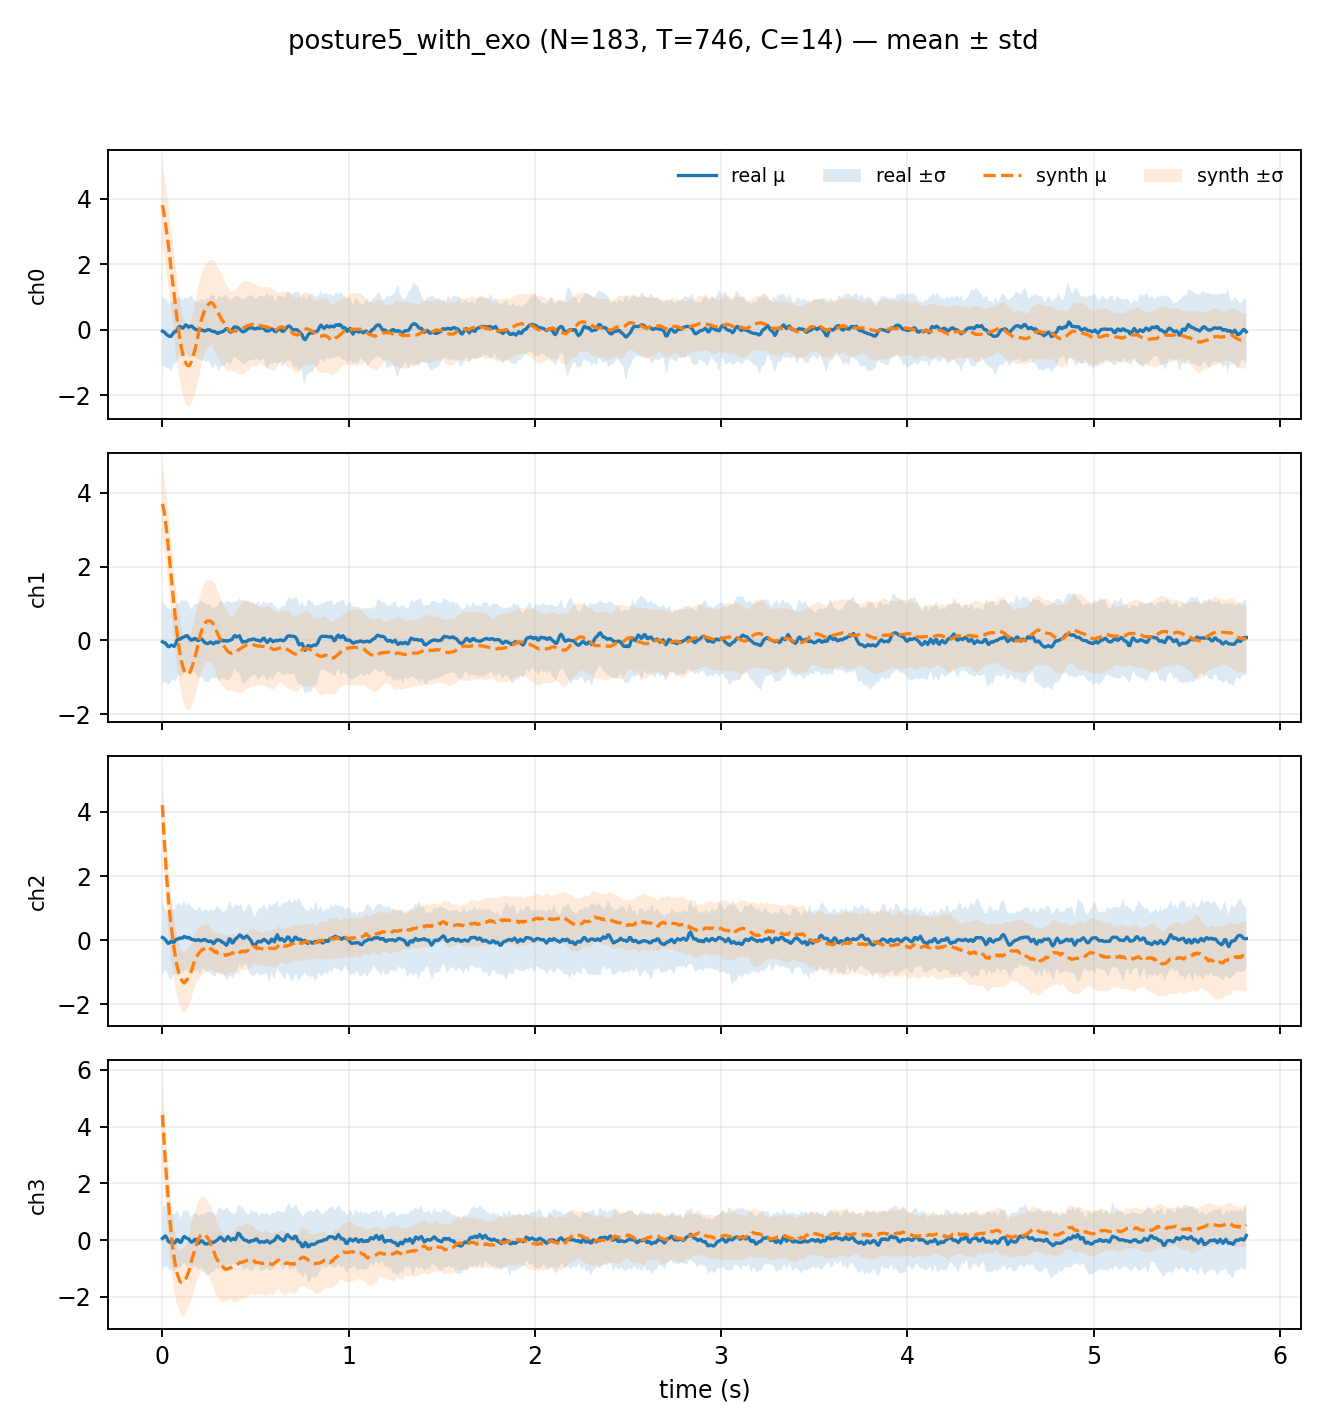 posture5_with_exo (N=183, T=746, C=14) — mean ± std
real μ real ±σ synth μ synth ±σ
4
2
0
−2
ch0
4
2
0
−2
ch1
4
2
0
−2
ch2
6
4
2
0
−2
ch3
0 1 2 3 4 5 6
time (s)